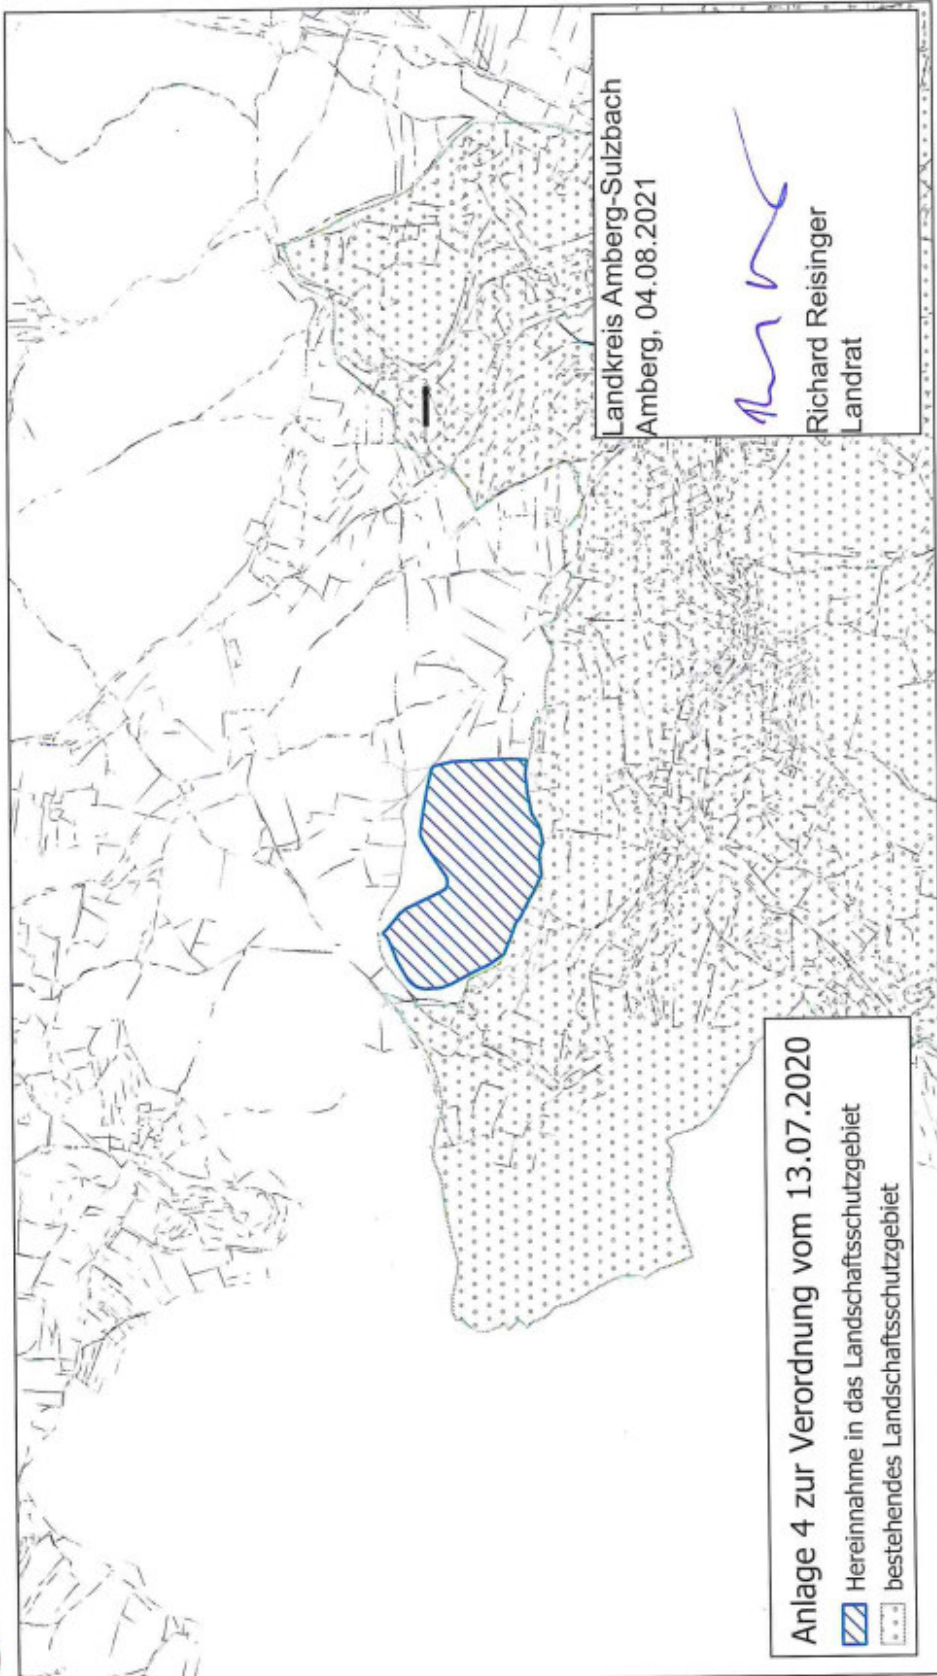 Landkreis Amberg-Sulzbach
Amberg, 04.08.2021
Richard Reisinger
Landrat
Anlage 4 zur Verordnung vom 13.07.2020
Hereinnahme in das Landschaftsschutzgebiet
bestehendes Landschaftsschutzgebiet